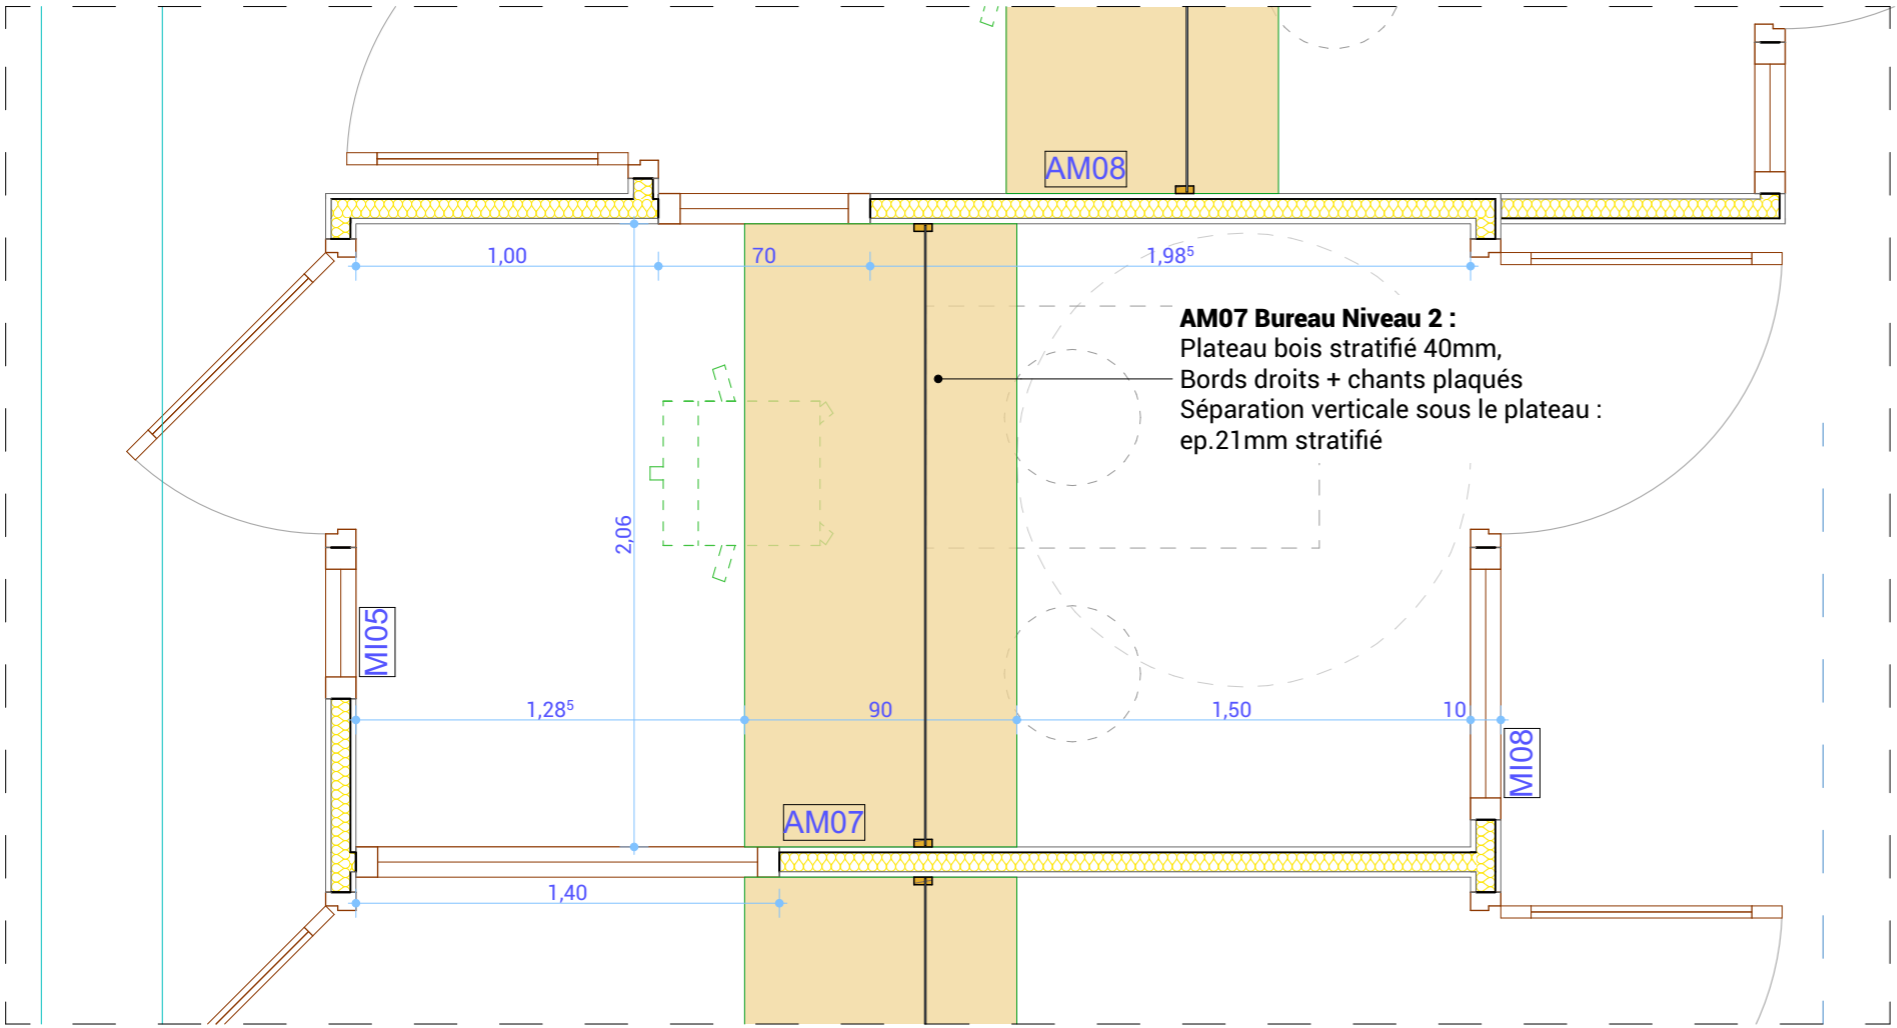 AM08
1,00
70
1,98⁵
AM07 Bureau Niveau 2 :
Plateau bois stratifié 40mm,
Bords droits + chants plaqués
Séparation verticale sous le plateau :
ep.21mm stratifié
2,06
MI05
1,28⁵
90
1,50
10
MI08
AM07
1,40